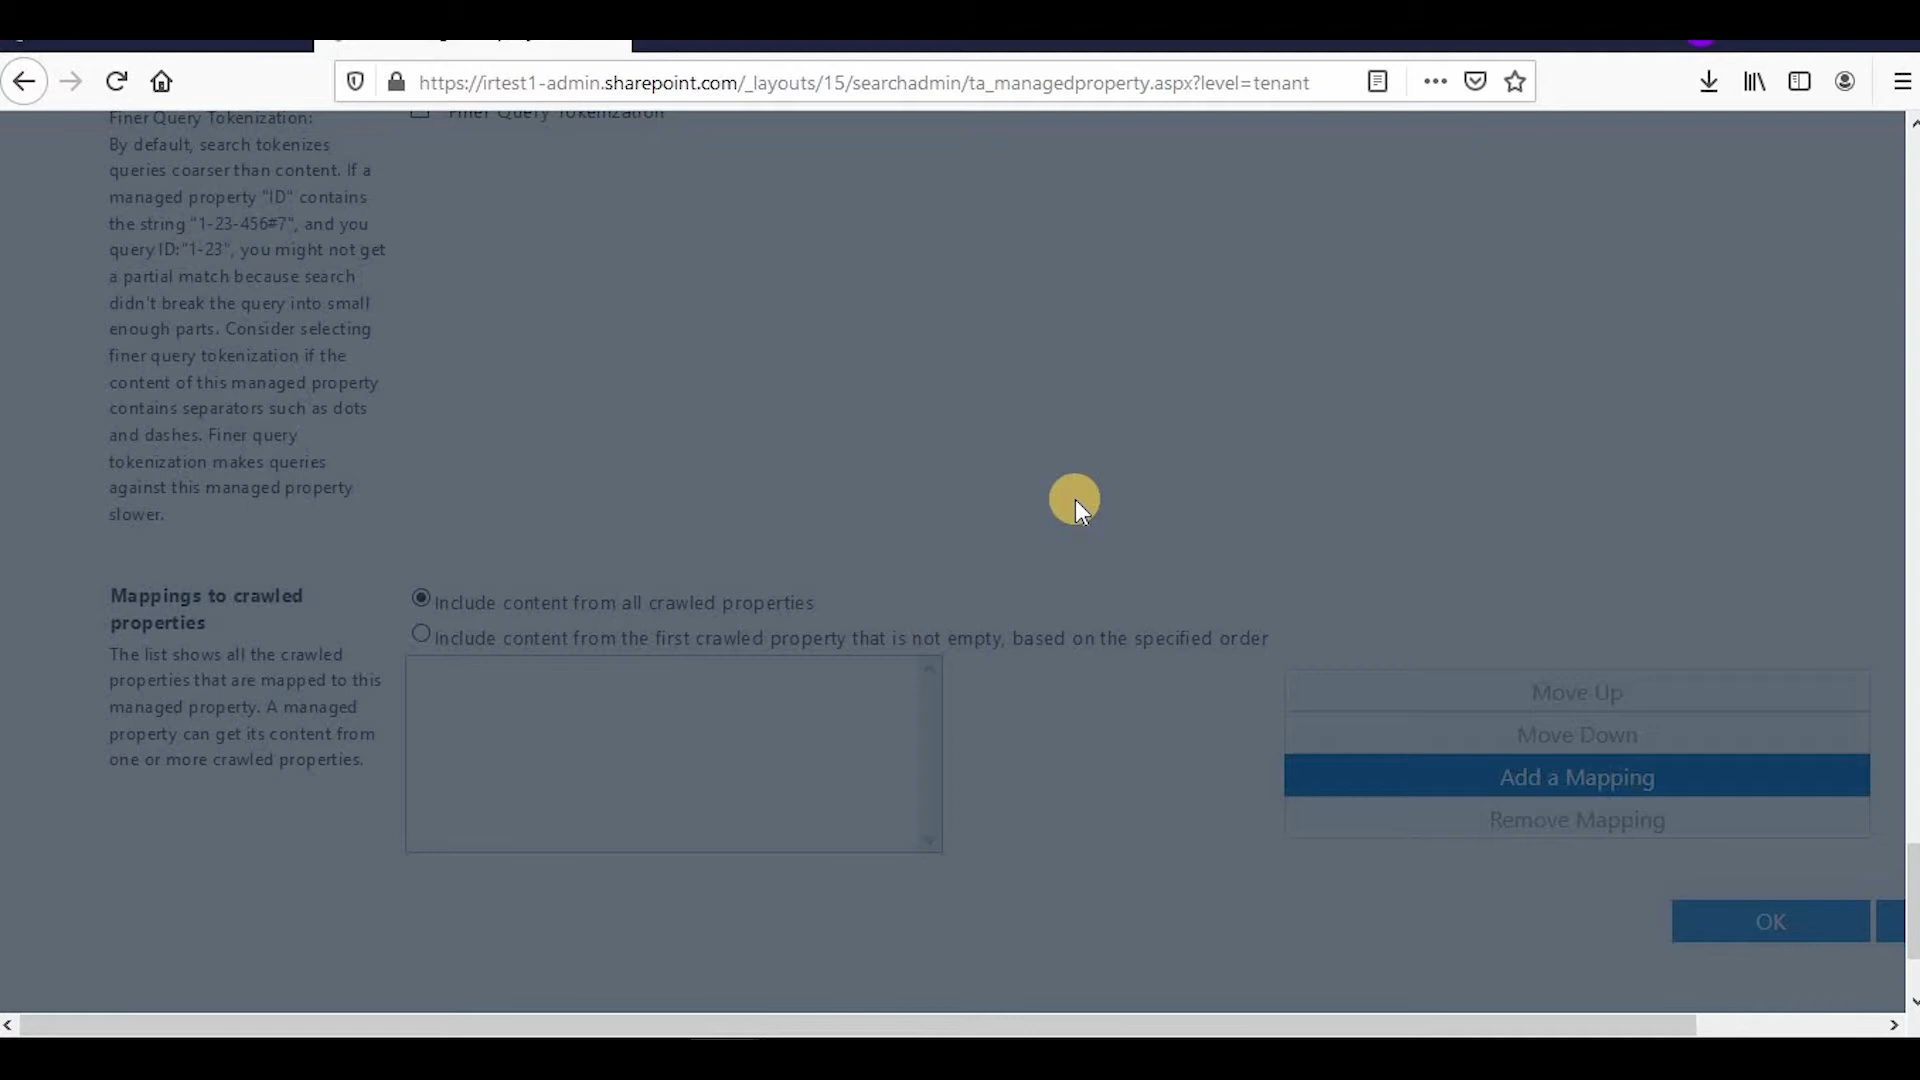 https://irtest1-admin.sharepoint.com/_layouts/15/searchadmin/ta_managedproperty.aspx?level=tenant
Finer Query Tokenization:
By default, search tokenizes
queries coarser than content. If a
managed property "ID" contains
the string "1-23-456#7", and you
query ID:"1-23", you might not get
a partial match because search
didn't break the query into small
enough parts. Consider selecting
finer query tokenization if the
content of this managed property
contains separators such as dots
and dashes. Finer query
tokenization makes queries
against this managed property
slower.
Finer Query Tokenization
Mappings to crawled
properties
The list shows all the crawled
properties that are mapped to this
managed property. A managed
property can get its content from
one or more crawled properties.
Include content from all crawled properties
Include content from the first crawled property that is not empty, based on the specified order
Move Up
Move Down
Add a Mapping
Remove Mapping
OK